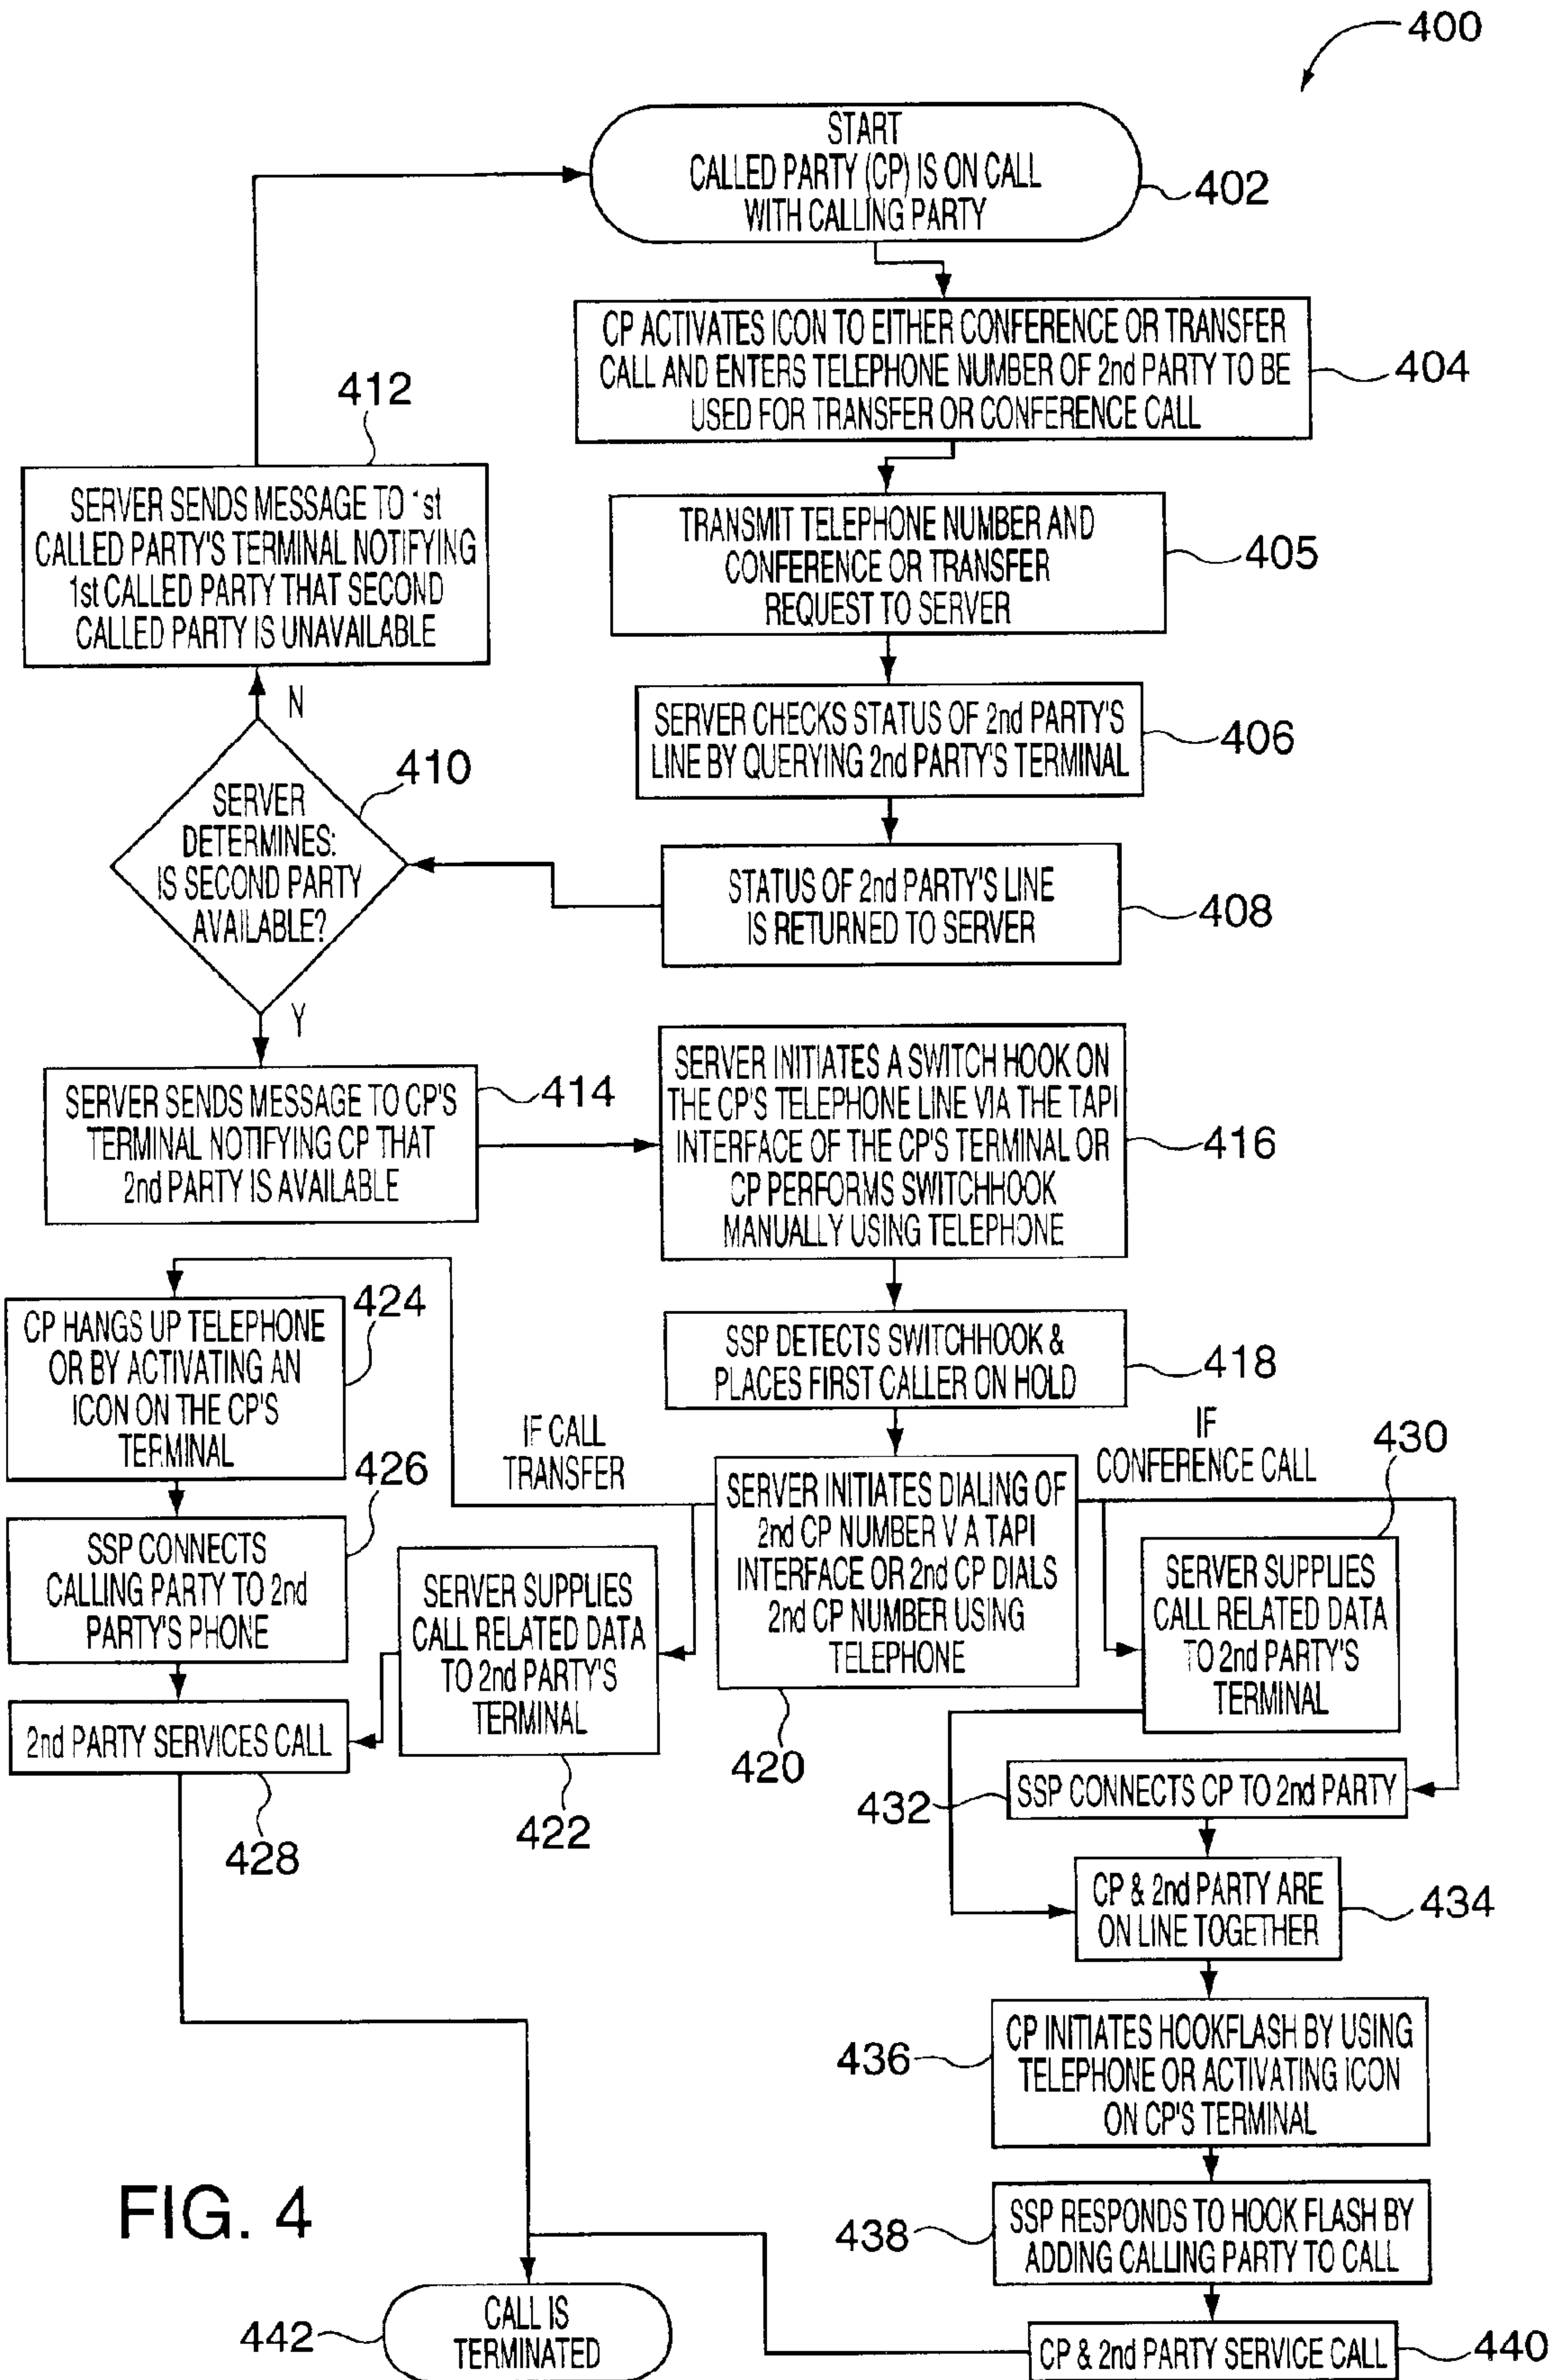 400
START
CALLED PARTY (CP) IS ON CALL
WITH CALLING PARTY
402
CP ACTIVATES ICON TO EITHER CONFERENCE OR TRANSFER
CALL AND ENTERS TELEPHONE NUMBER OF 2nd PARTY TO BE
USED FOR TRANSFER OR CONFERENCE CALL
404
412
SERVER SENDS MESSAGE TO 1st
CALLED PARTY'S TERMINAL NOTIFYING
1st CALLED PARTY THAT SECOND
CALLED PARTY IS UNAVAILABLE
TRANSMIT TELEPHONE NUMBER AND
CONFERENCE OR TRANSFER
REQUEST TO SERVER
405
N
SERVER CHECKS STATUS OF 2nd PARTY'S
LINE BY QUERYING 2nd PARTY'S TERMINAL
406
410
SERVER
DETERMINES:
IS SECOND PARTY
AVAILABLE?
STATUS OF 2nd PARTY'S LINE
IS RETURNED TO SERVER
408
Y
SERVER SENDS MESSAGE TO CP'S
TERMINAL NOTIFYING CP THAT
2nd PARTY IS AVAILABLE
414
SERVER INITIATES A SWITCH HOOK ON
THE CP'S TELEPHONE LINE VIA THE TAPI
INTERFACE OF THE CP'S TERMINAL OR
CP PERFORMS SWITCHHOOK
MANUALLY USING TELEPHONE
416
CP HANGS UP TELEPHONE
OR BY ACTIVATING AN
ICON ON THE CP'S
TERMINAL
424
SSP DETECTS SWITCHHOOK &
PLACES FIRST CALLER ON HOLD
418
IF CALL
TRANSFER
IF
CONFERENCE CALL
430
426
SSP CONNECTS
CALLING PARTY TO 2nd
PARTY'S PHONE
SERVER INITIATES DIALING OF
2nd CP NUMBER V A TAPI
INTERFACE OR 2nd CP DIALS
2nd CP NUMBER USING
TELEPHONE
420
SERVER SUPPLIES
CALL RELATED DATA
TO 2nd PARTY'S
TERMINAL
422
SERVER SUPPLIES
CALL RELATED DATA
TO 2nd PARTY'S
TERMINAL
2nd PARTY SERVICES CALL
428
432
SSP CONNECTS CP TO 2nd PARTY
CP & 2nd PARTY ARE
ON LINE TOGETHER
434
436
CP INITIATES HOOKFLASH BY USING
TELEPHONE OR ACTIVATING ICON
ON CP'S TERMINAL
FIG. 4
438
SSP RESPONDS TO HOOK FLASH BY
ADDING CALLING PARTY TO CALL
442
CALL IS
TERMINATED
CP & 2nd PARTY SERVICE CALL
440